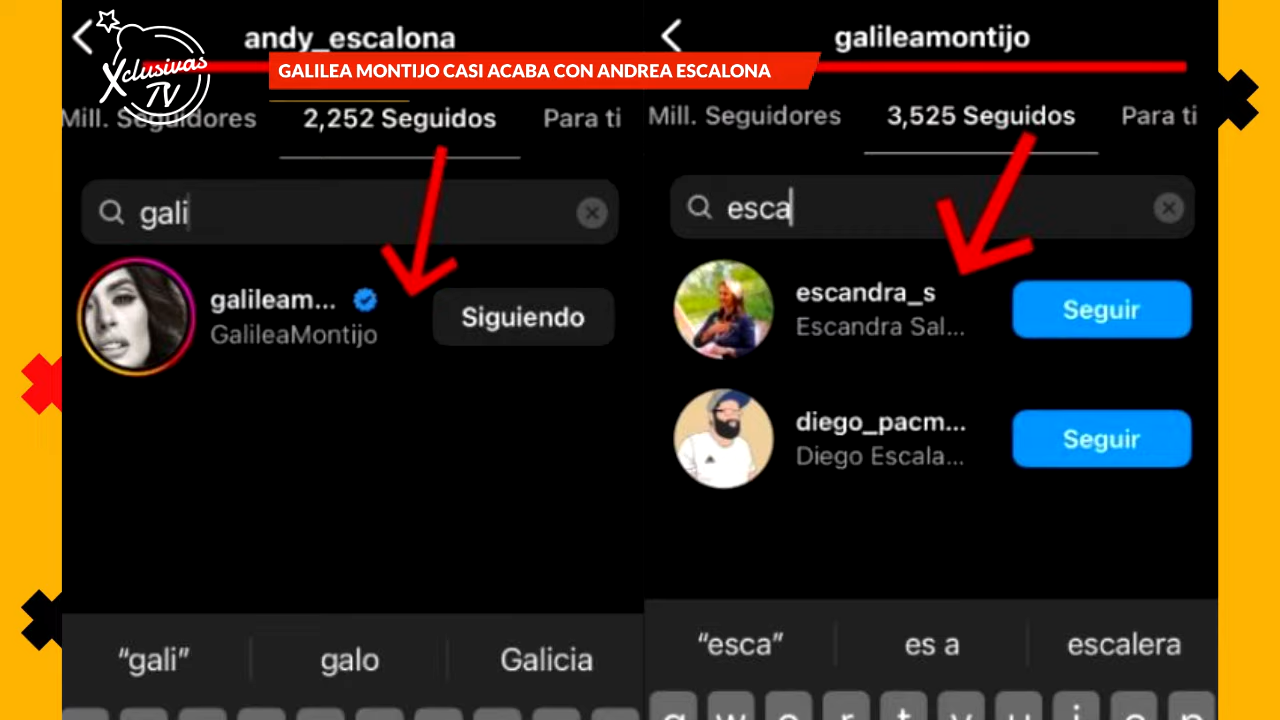 Xclusivas
TV
GALILEA MONTIJO CASI ACABA CON ANDREA ESCALONA
andy_escalona
Mill. Seguidores 2,252 Seguidos Para ti
gali
galileam...
GalileaMontijo
Siguiendo
"gali" galo Galicia
galileamontijo
Mill. Seguidores 3,525 Seguidos Para ti
esca
escandra_s
Escandra Sal...
Seguir
diego_pacm...
Diego Escala...
Seguir
"esca" es a escalera